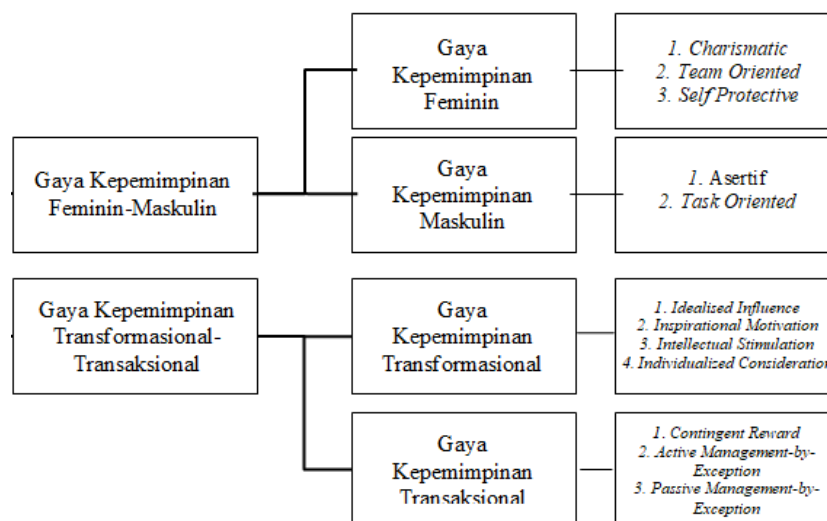 Gaya Kepemimpinan
Feminin-Maskulin
Gaya
Kepemimpinan
Feminin
1. Charismatic
2. Team Oriented
3. Self Protective
Gaya
Kepemimpinan
Maskulin
1. Asertif
2. Task Oriented
Gaya Kepemimpinan
Transformasional-
Transaksional
Gaya
Kepemimpinan
Transformasional
1. Idealised Influence
2. Inspirational Motivation
3. Intellectual Stimulation
4. Individualized Consideration
Gaya
Kepemimpinan
Transaksional
1. Contingent Reward
2. Active Management-by-
Exception
3. Passive Management-by-
Exception